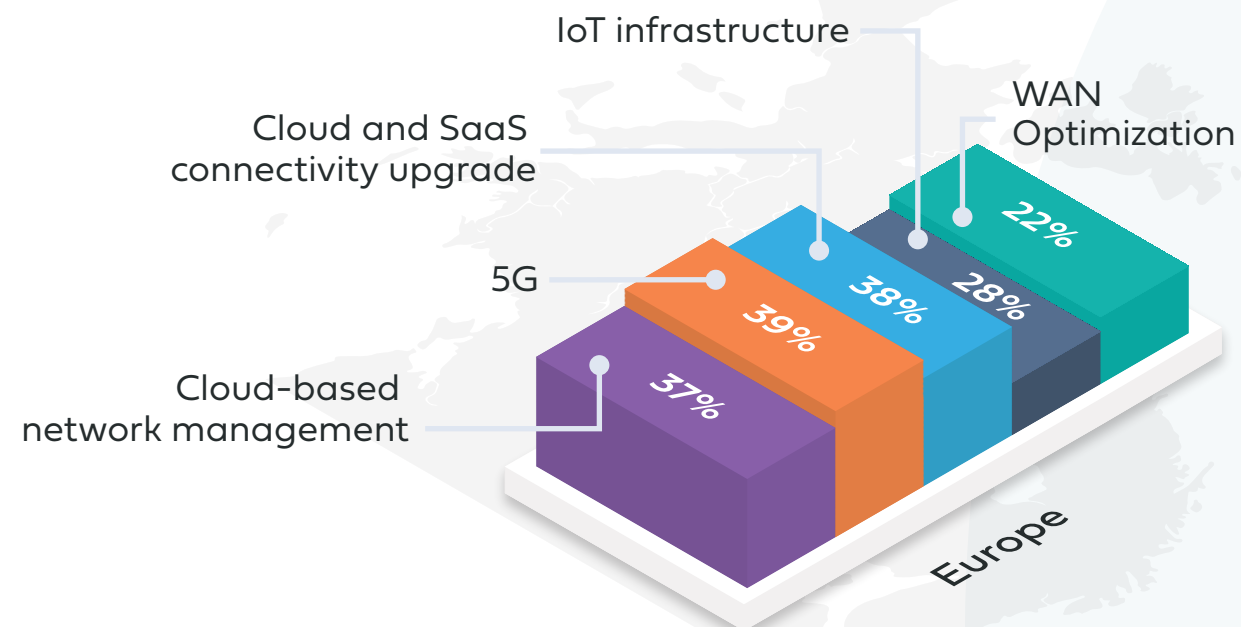 IoT infrastructure
WAN
Optimization
Cloud and SaaS
connectivity upgrade
5G
Cloud-based
network management
22%
28%
38%
39%
37%
Europe